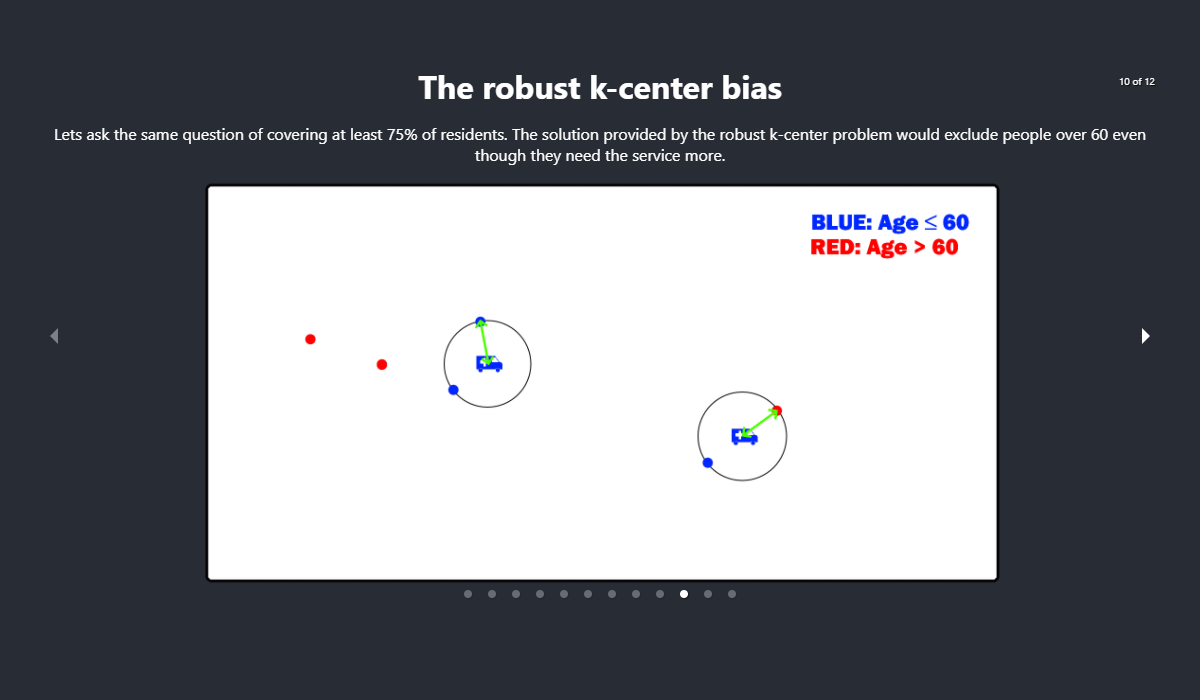 The robust k-center bias
10 of 12
Lets ask the same question of covering at least 75% of residents. The solution provided by the robust k-center problem would exclude people over 60 even
though they need the service more.
BLUE: Age ≤ 60
RED: Age > 60